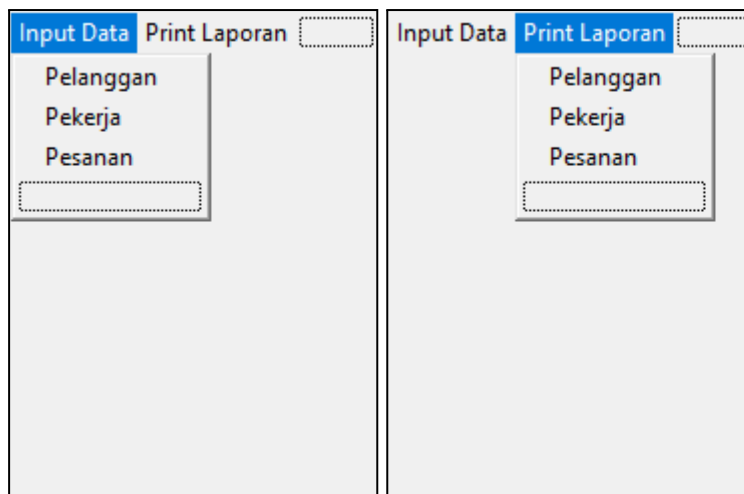 Input Data Print Laporan
Pelanggan
Pekerja
Pesanan
Input Data Print Laporan
Pelanggan
Pekerja
Pesanan